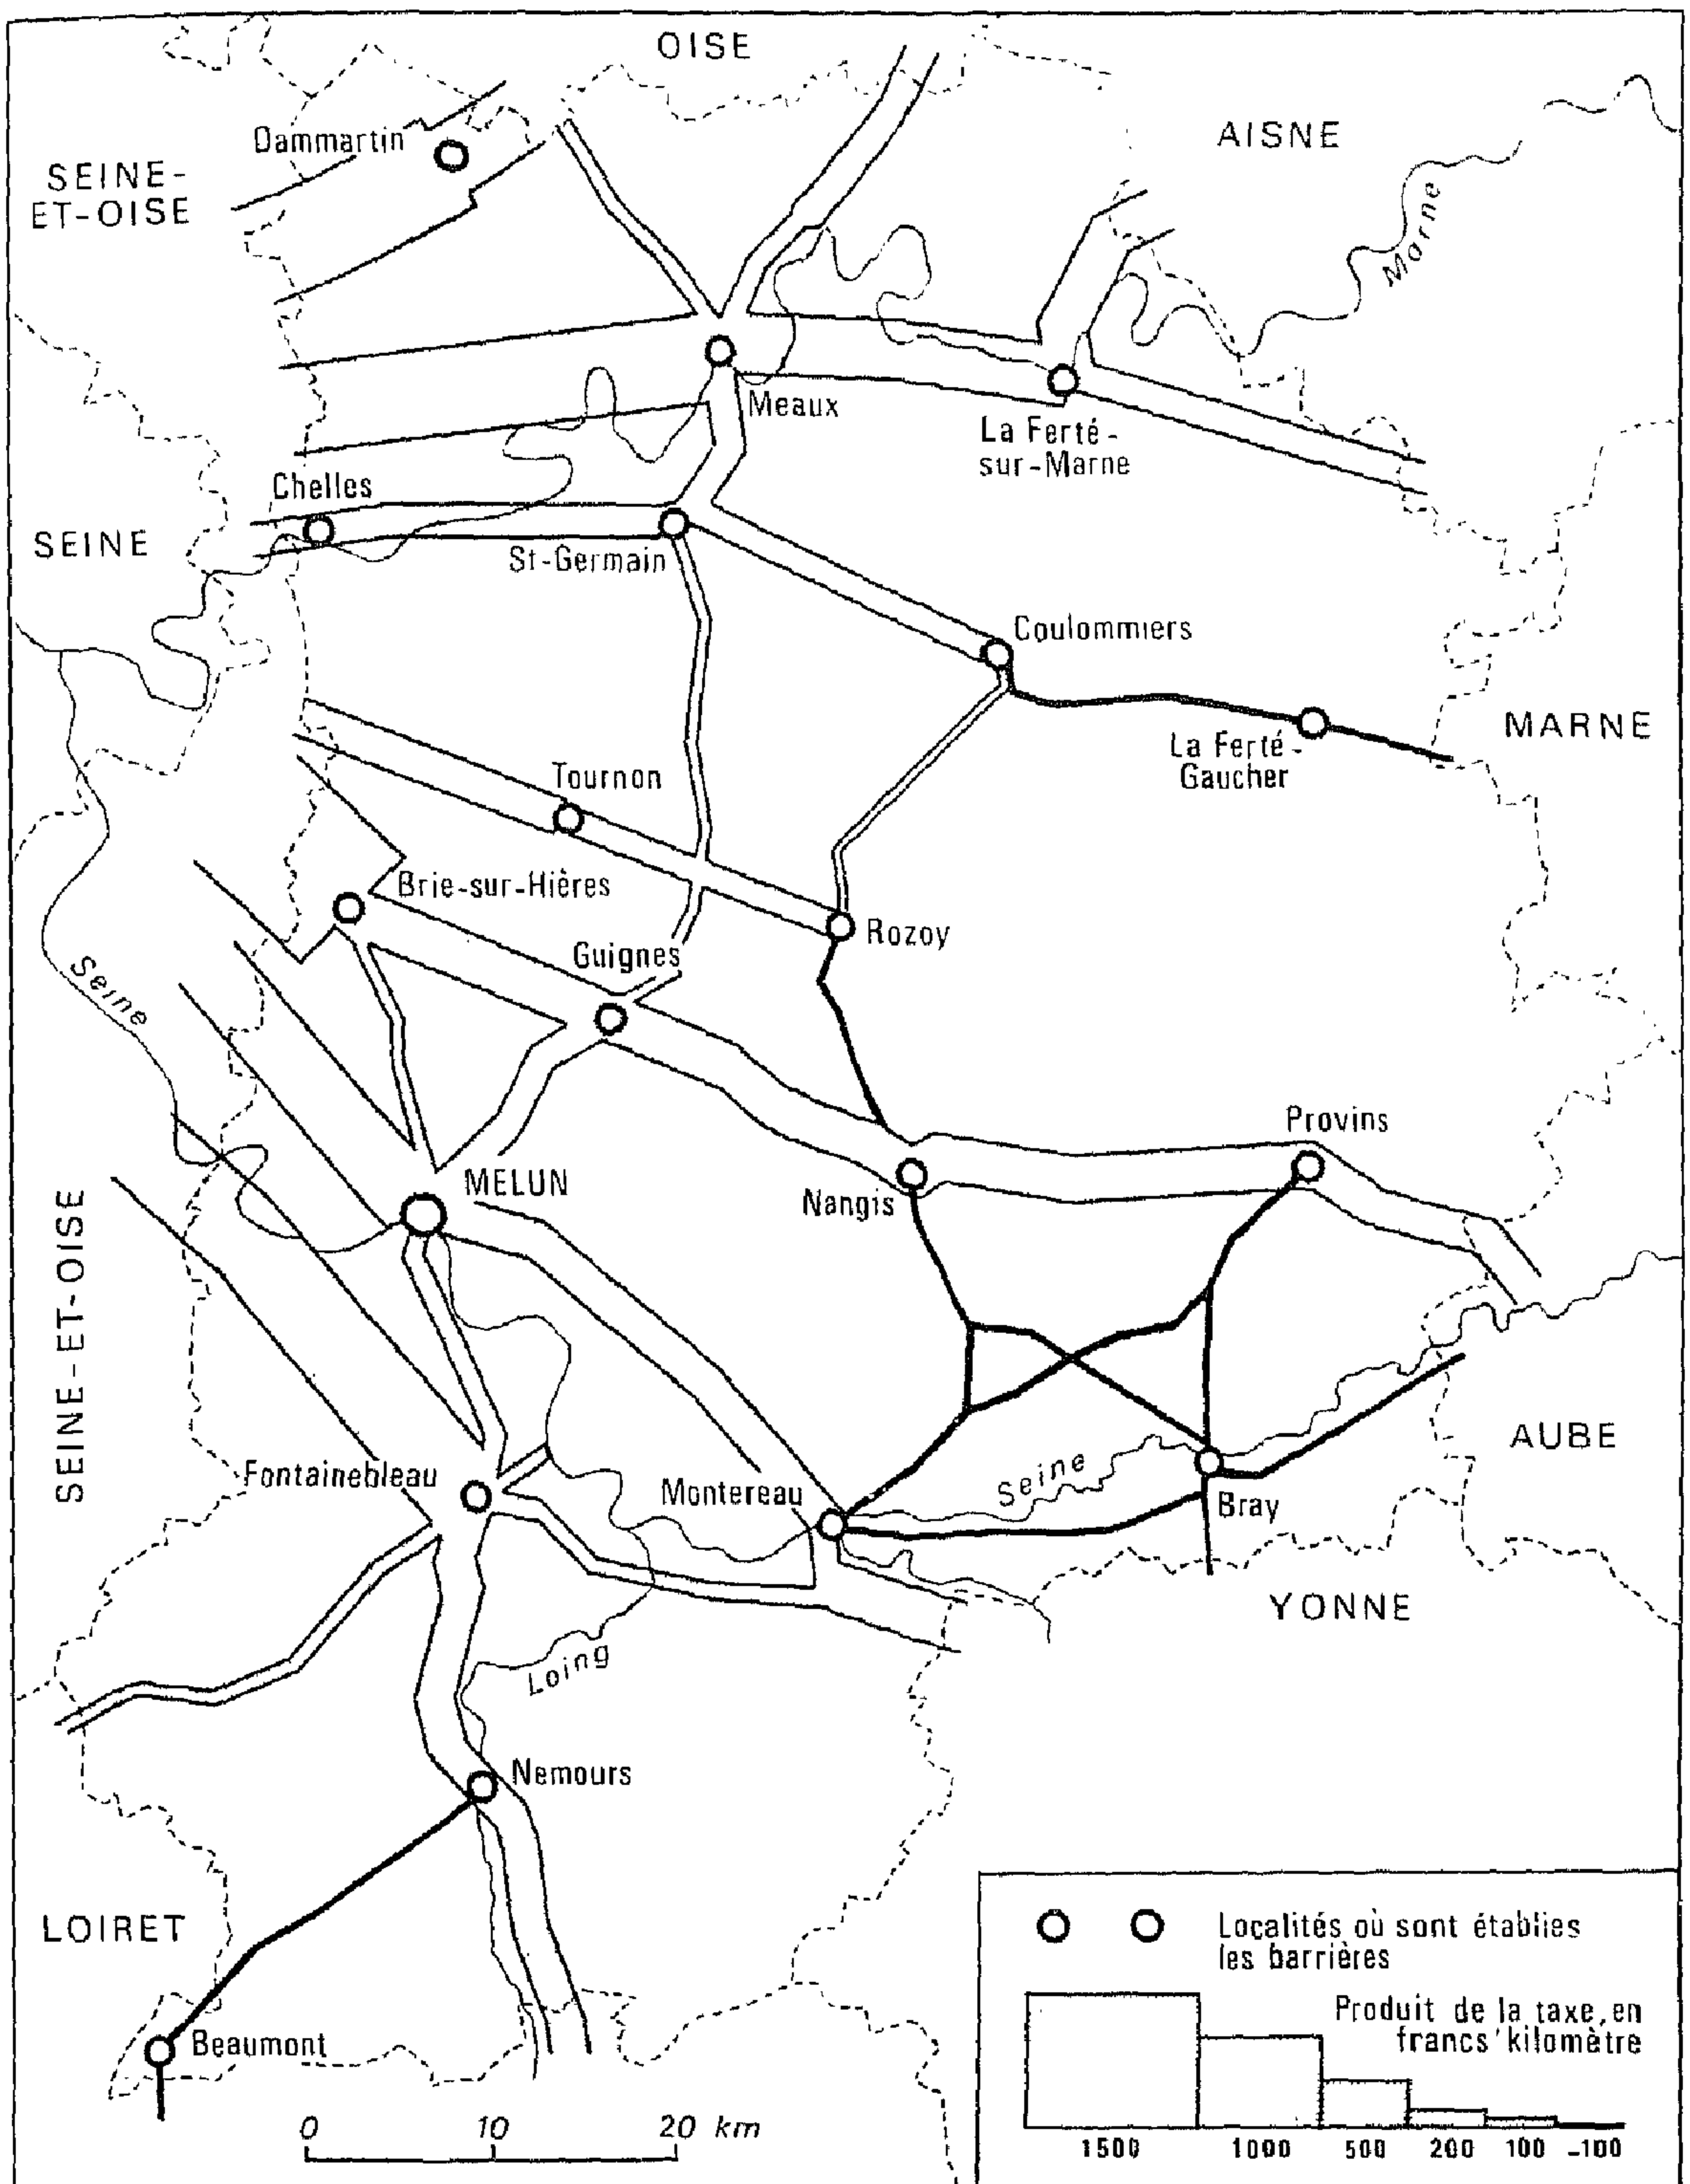 OISE
AISNE
Dammartin
SEINE-
ET-OISE
Marne
Meaux
La Ferté-
sur-Marne
Chelles
SEINE
St-Germain
Coulommiers
MARNE
La Ferté-
Gaucher
Tournon
Brie-sur-Hières
Rozoy
Guignes
Seine
Provins
MELUN
Nangis
SEINE-ET-OISE
AUBE
Fontainebleau
Montereau
Seine
Bray
YONNE
Loing
Nemours
LOIRET
Beaumont
0 10 20 km
Localités où sont établies
les barrières
Produit de la taxe, en
francs/kilomètre
1500 1000 500 200 100 -100